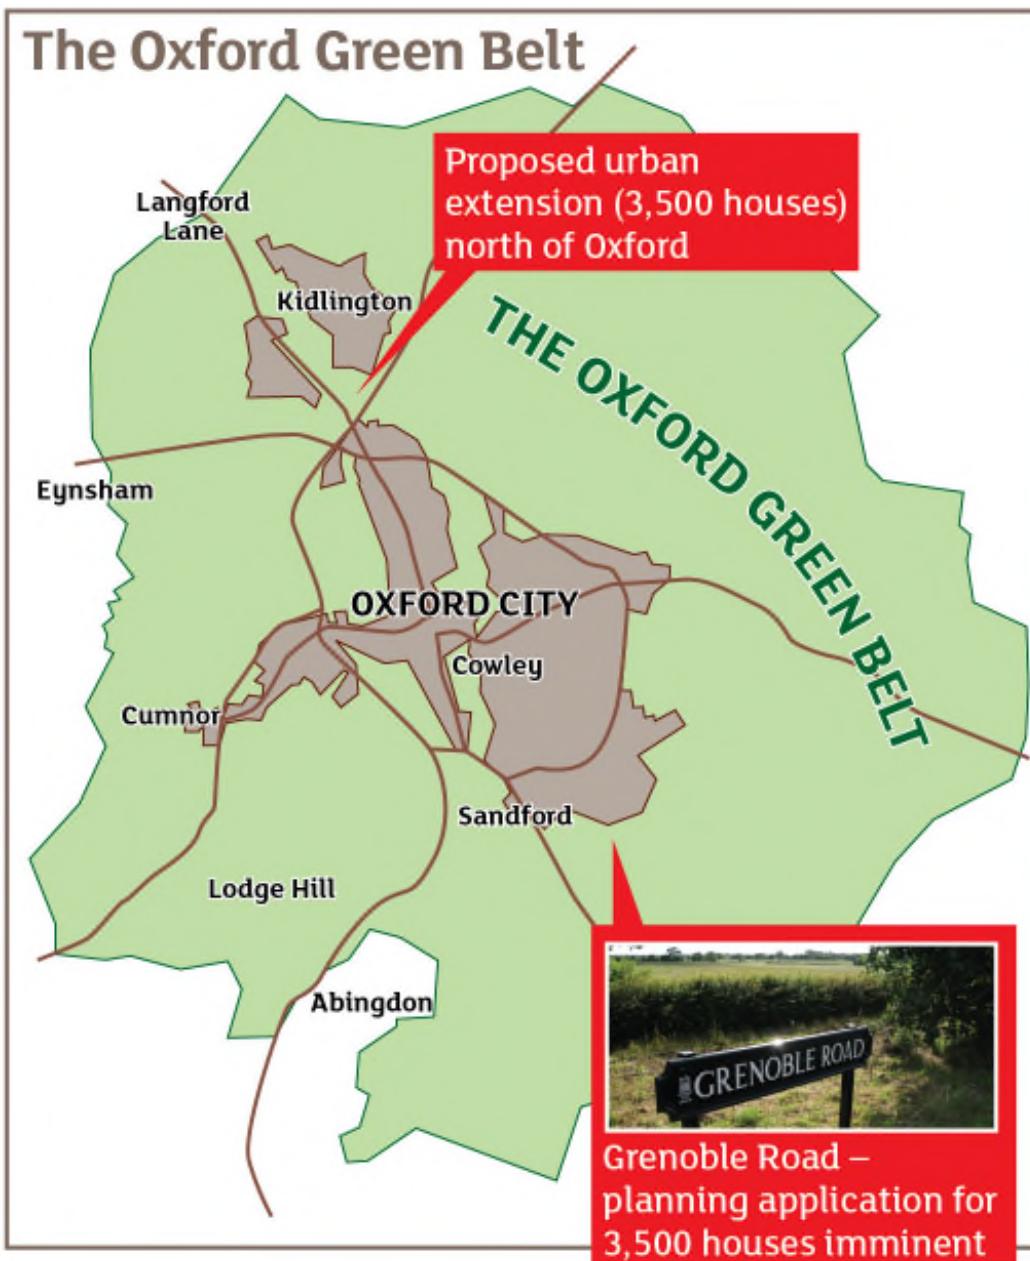 The Oxford Green Belt
Proposed urban
extension (3,500 houses)
north of Oxford
Langford
Lane
Kidlington
THE OXFORD GREEN BELT
Eynsham
OXFORD CITY
Cowley
Cumnor
Sandford
Lodge Hill
Abingdon
GRENOBLE ROAD
Grenoble Road –
planning application for
3,500 houses imminent